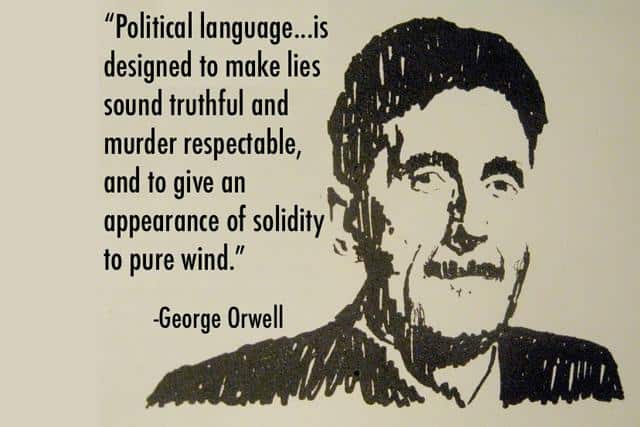 “Political language...is
designed to make lies
sound truthful and
murder respectable,
and to give an
appearance of solidity
to pure wind.”
-George Orwell